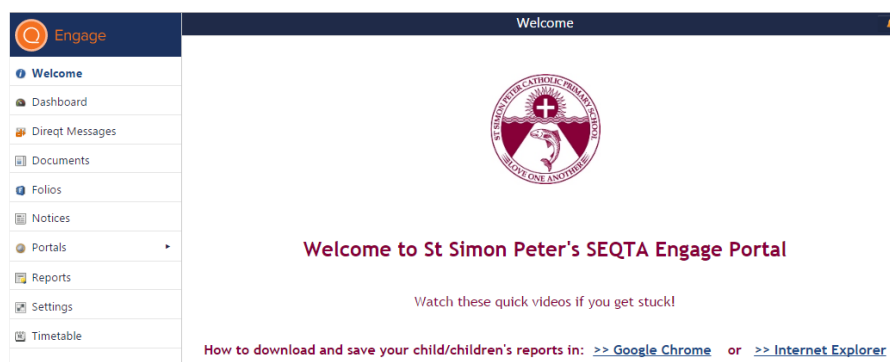 Engage
Welcome
Welcome
Dashboard
Direqt Messages
Documents
Folios
Notices
Portals
Reports
Settings
Timetable
ST SIMON PETER CATHOLIC PRIMARY SCHOOL
LOVE ONE ANOTHER
Welcome to St Simon Peter's SEQTA Engage Portal
Watch these quick videos if you get stuck!
How to download and save your child/children's reports in: >> Google Chrome or >> Internet Explorer